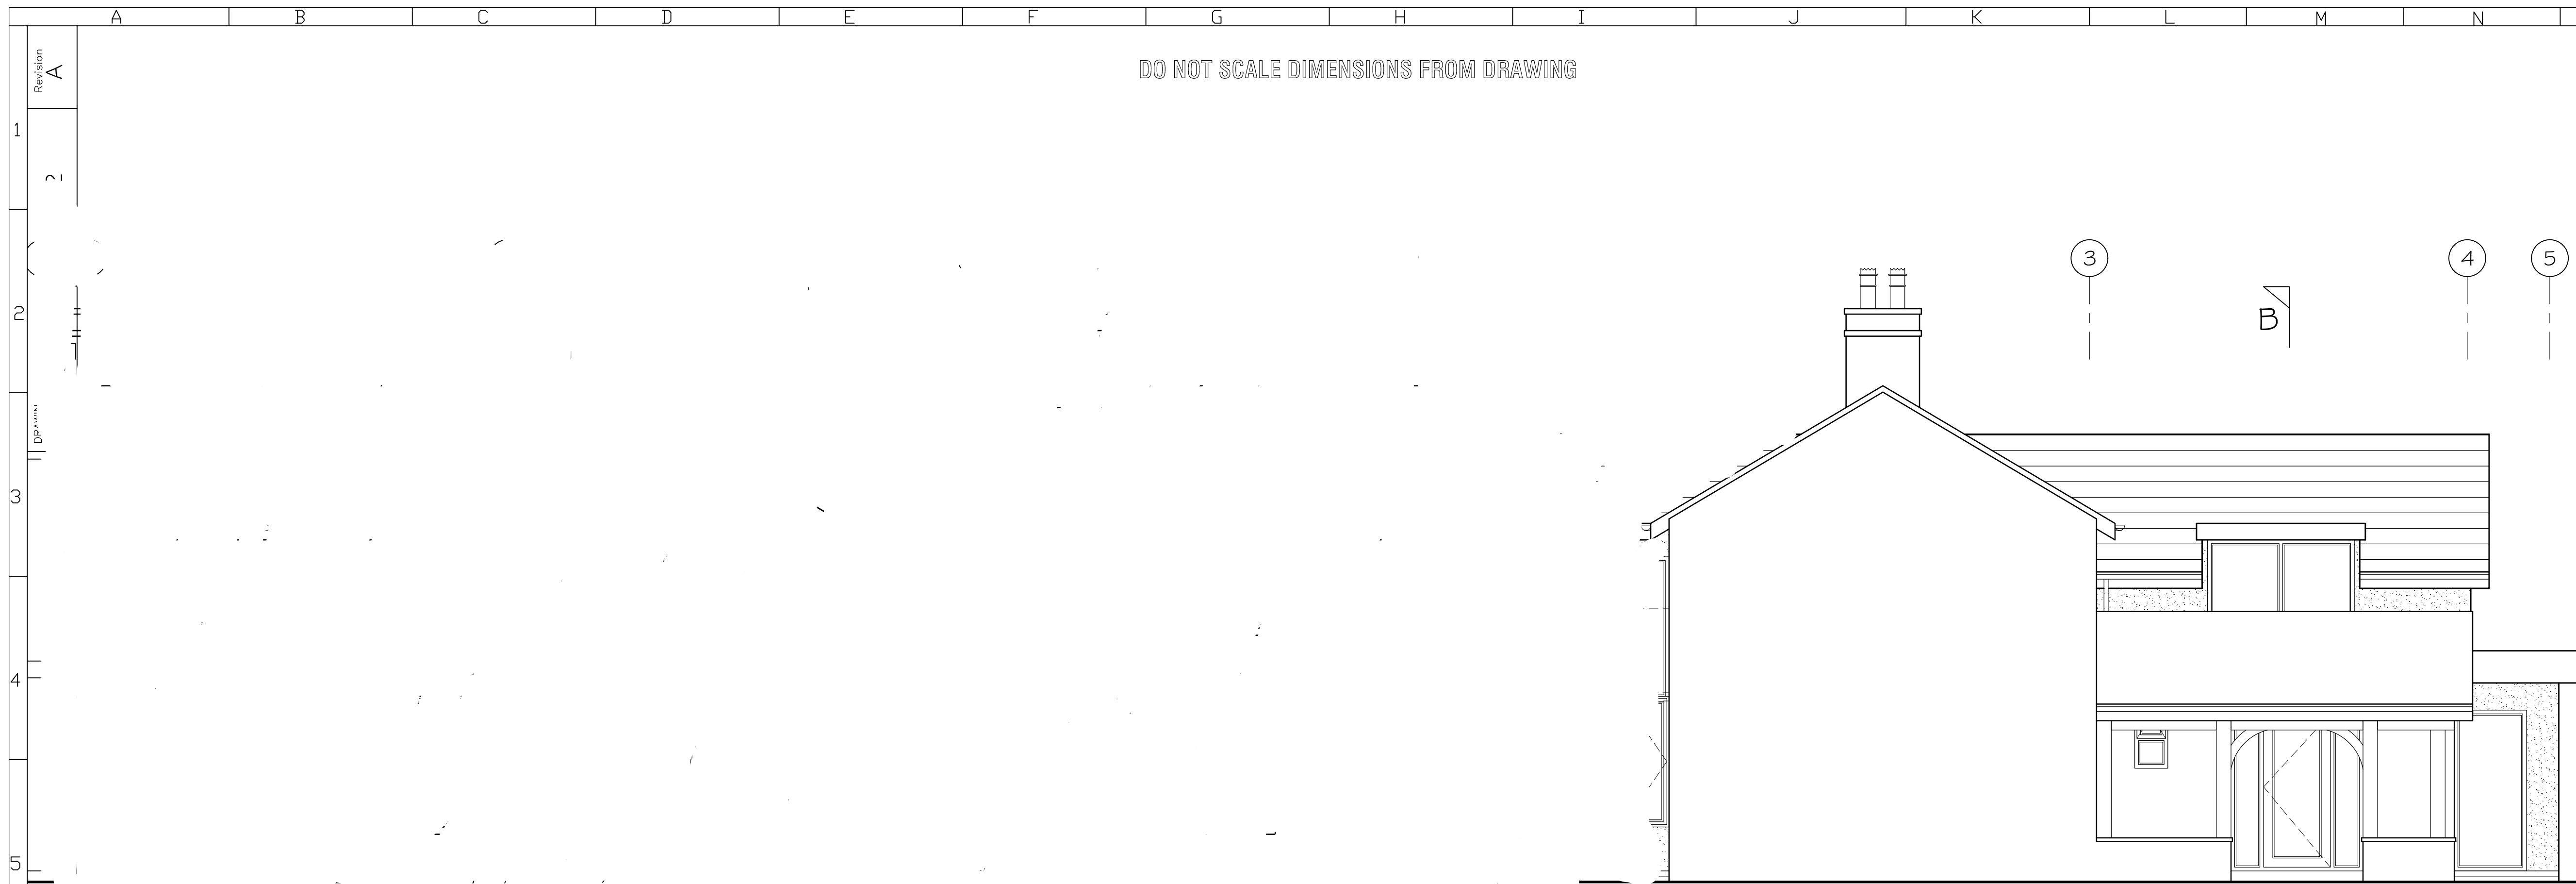 A B C D E F G H I J K L M N
Revision
A
DO NOT SCALE DIMENSIONS FROM DRAWING
1
3 4 5
2
B
3
4
5